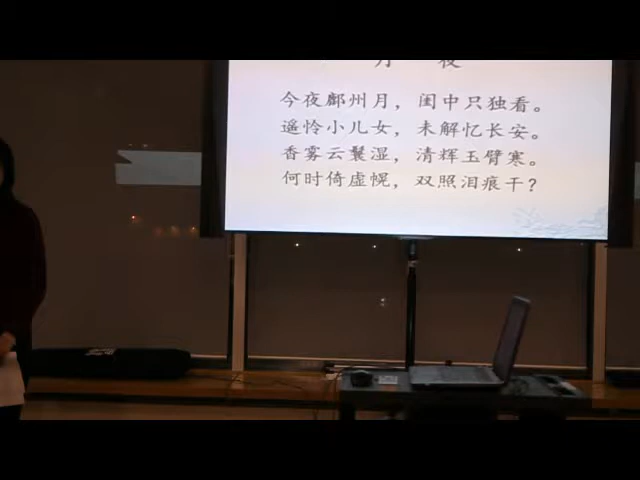 月 夜
今夜鄜州月，闺中只独看。
遥怜小儿女，未解忆长安。
香雾云鬟湿，清辉玉臂寒。
何时倚虚幌，双照泪痕干？